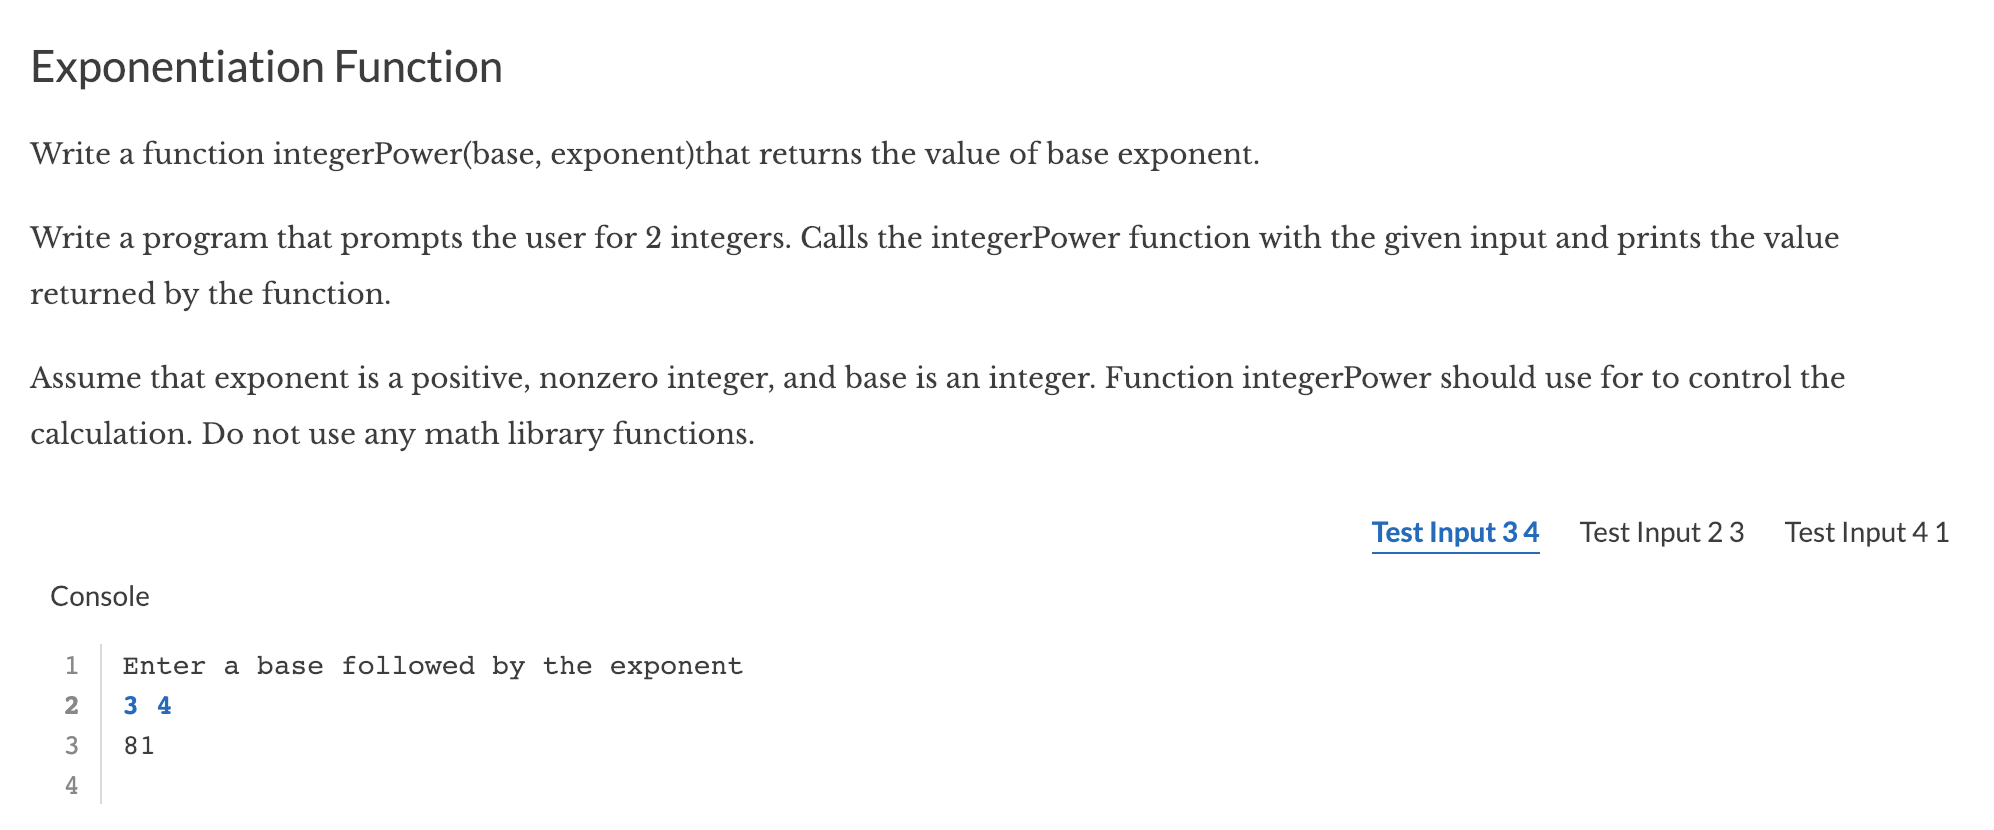 Exponentiation Function
Write a function integerPower(base, exponent)that returns the value of base exponent.
Write a program that prompts the user for 2 integers. Calls the integerPower function with the given input and prints the value
returned by the function.
Assume that exponent is a positive, nonzero integer, and base is an integer. Function integerPower should use for to control the
calculation. Do not use any math library functions.
Test Input 3 4 Test Input 2 3 Test Input 4 1
Console
1 Enter a base followed by the exponent
2 3 4
3 81
4